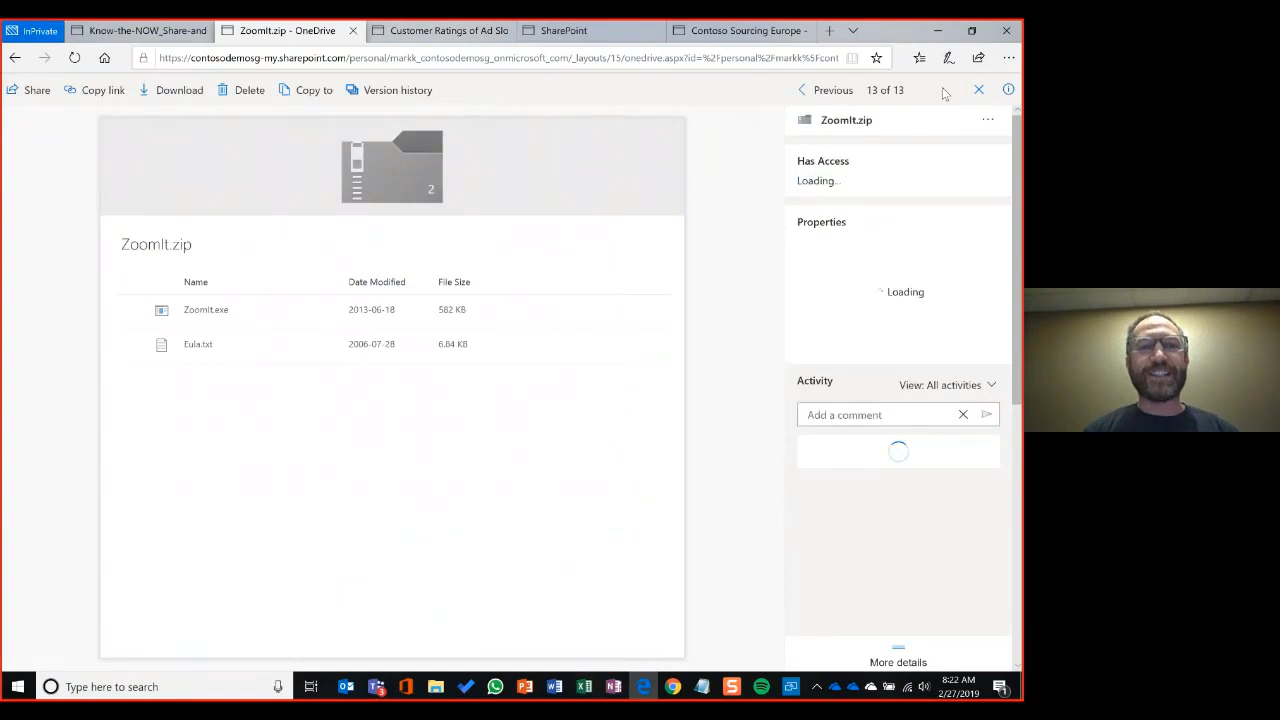 InPrivate
Know-the-NOW_Share-and
ZoomIt.zip - OneDrive
Customer Ratings of Ad Slo
SharePoint
Contoso Sourcing Europe -
https://contosodemosg-my.sharepoint.com/personal/markk_contosodemosg_onmicrosoft_com/_layouts/15/onedrive.aspx?id=%2Fpersonal%2Fmarkk%5Fcont
Share
Copy link
Download
Delete
Copy to
Version history
Previous
13 of 13
2
ZoomIt.zip
Name
Date Modified
File Size
ZoomIt.exe
2013-06-18
582 KB
Eula.txt
2006-07-28
6.84 KB
ZoomIt.zip
Has Access
Loading...
Properties
Loading
Activity
View: All activities
Add a comment
More details
Type here to search
3
8:22 AM
2/27/2019
1